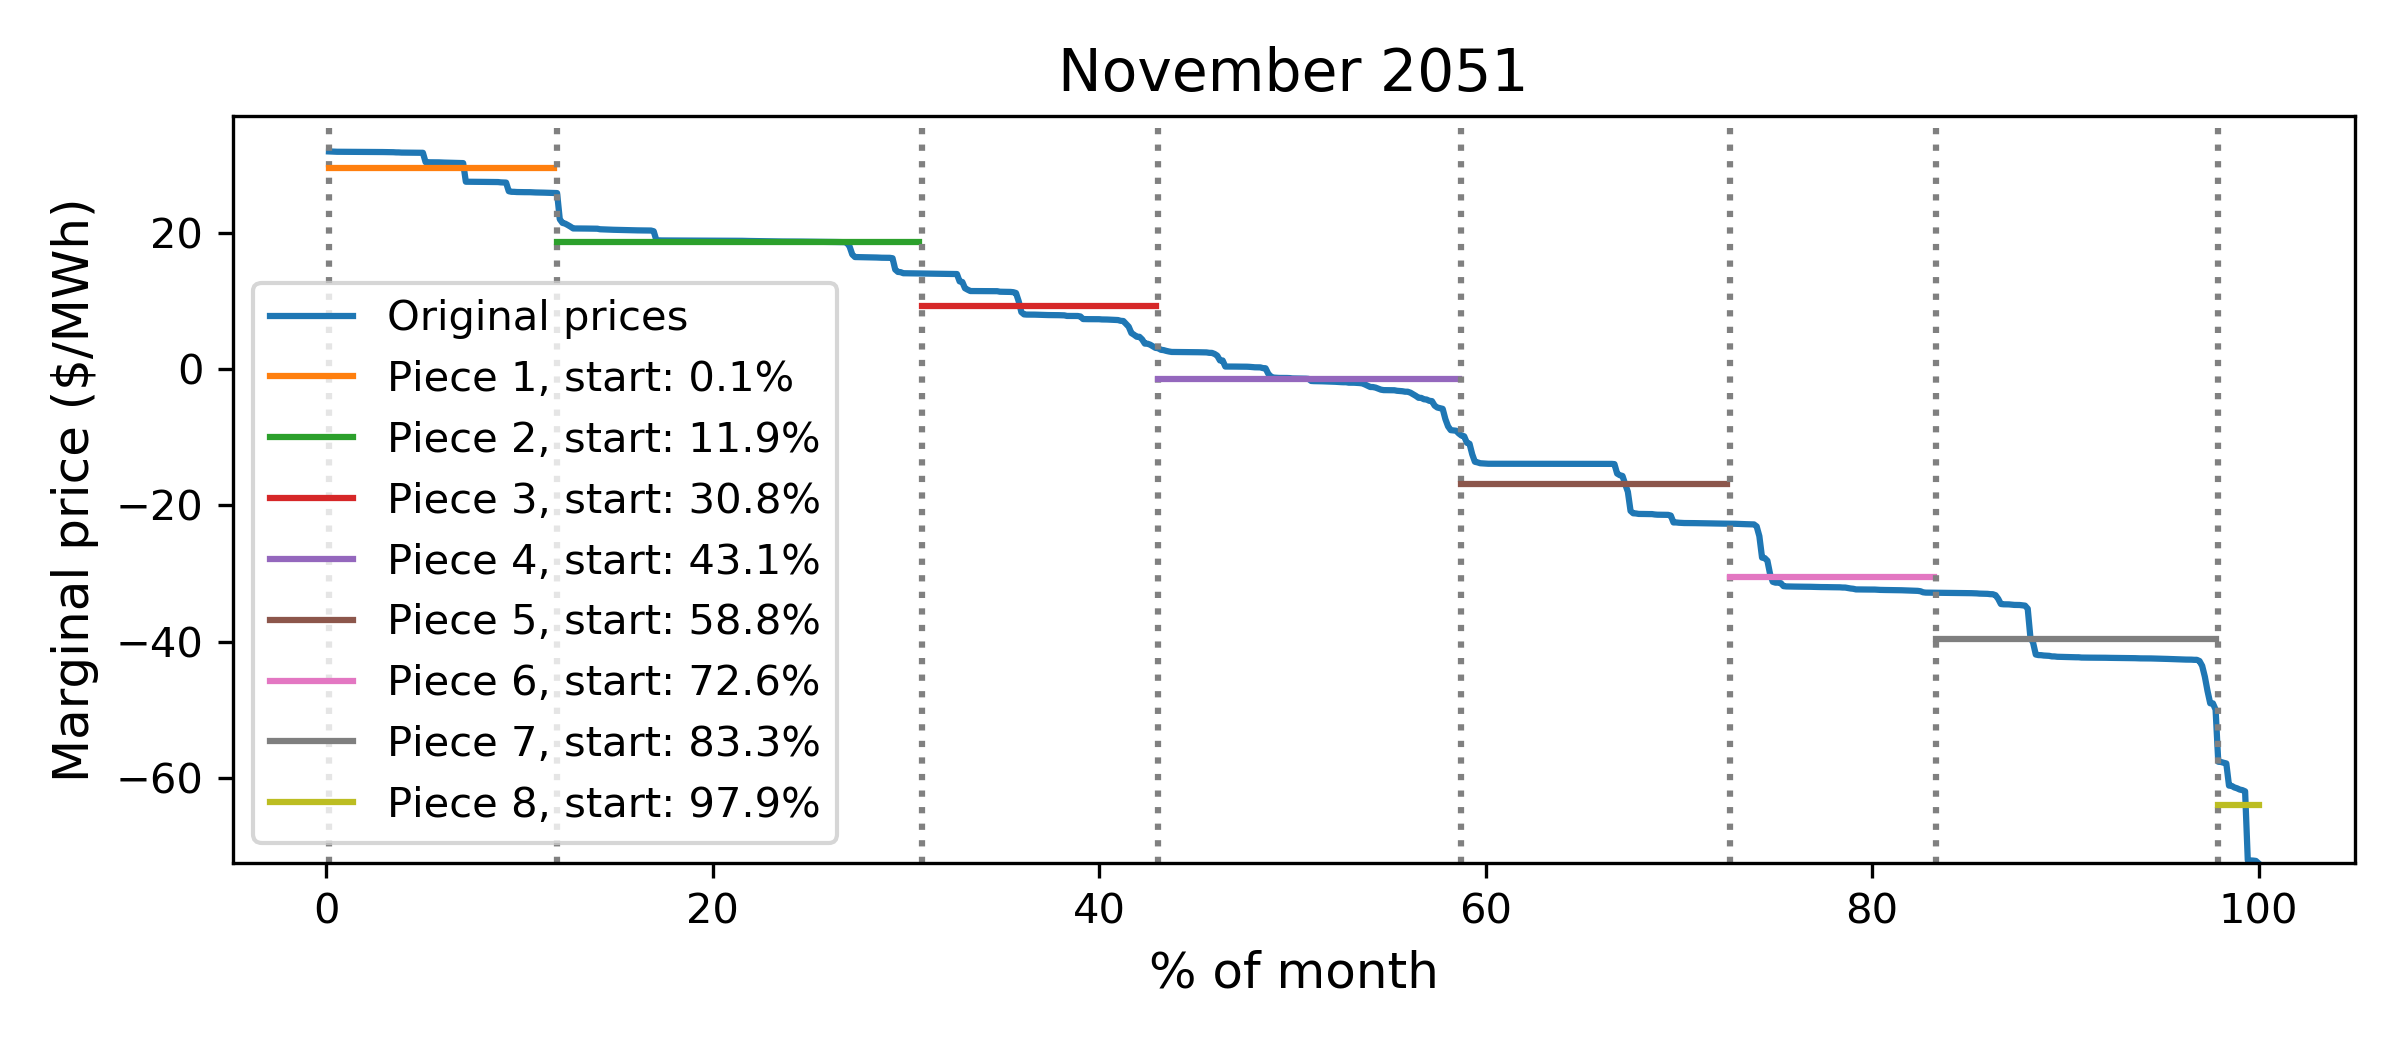 November 2051
Marginal price ($/MWh)
20
0
−20
−40
−60
Original prices
Piece 1, start: 0.1%
Piece 2, start: 11.9%
Piece 3, start: 30.8%
Piece 4, start: 43.1%
Piece 5, start: 58.8%
Piece 6, start: 72.6%
Piece 7, start: 83.3%
Piece 8, start: 97.9%
0 20 40 60 80 100
% of month